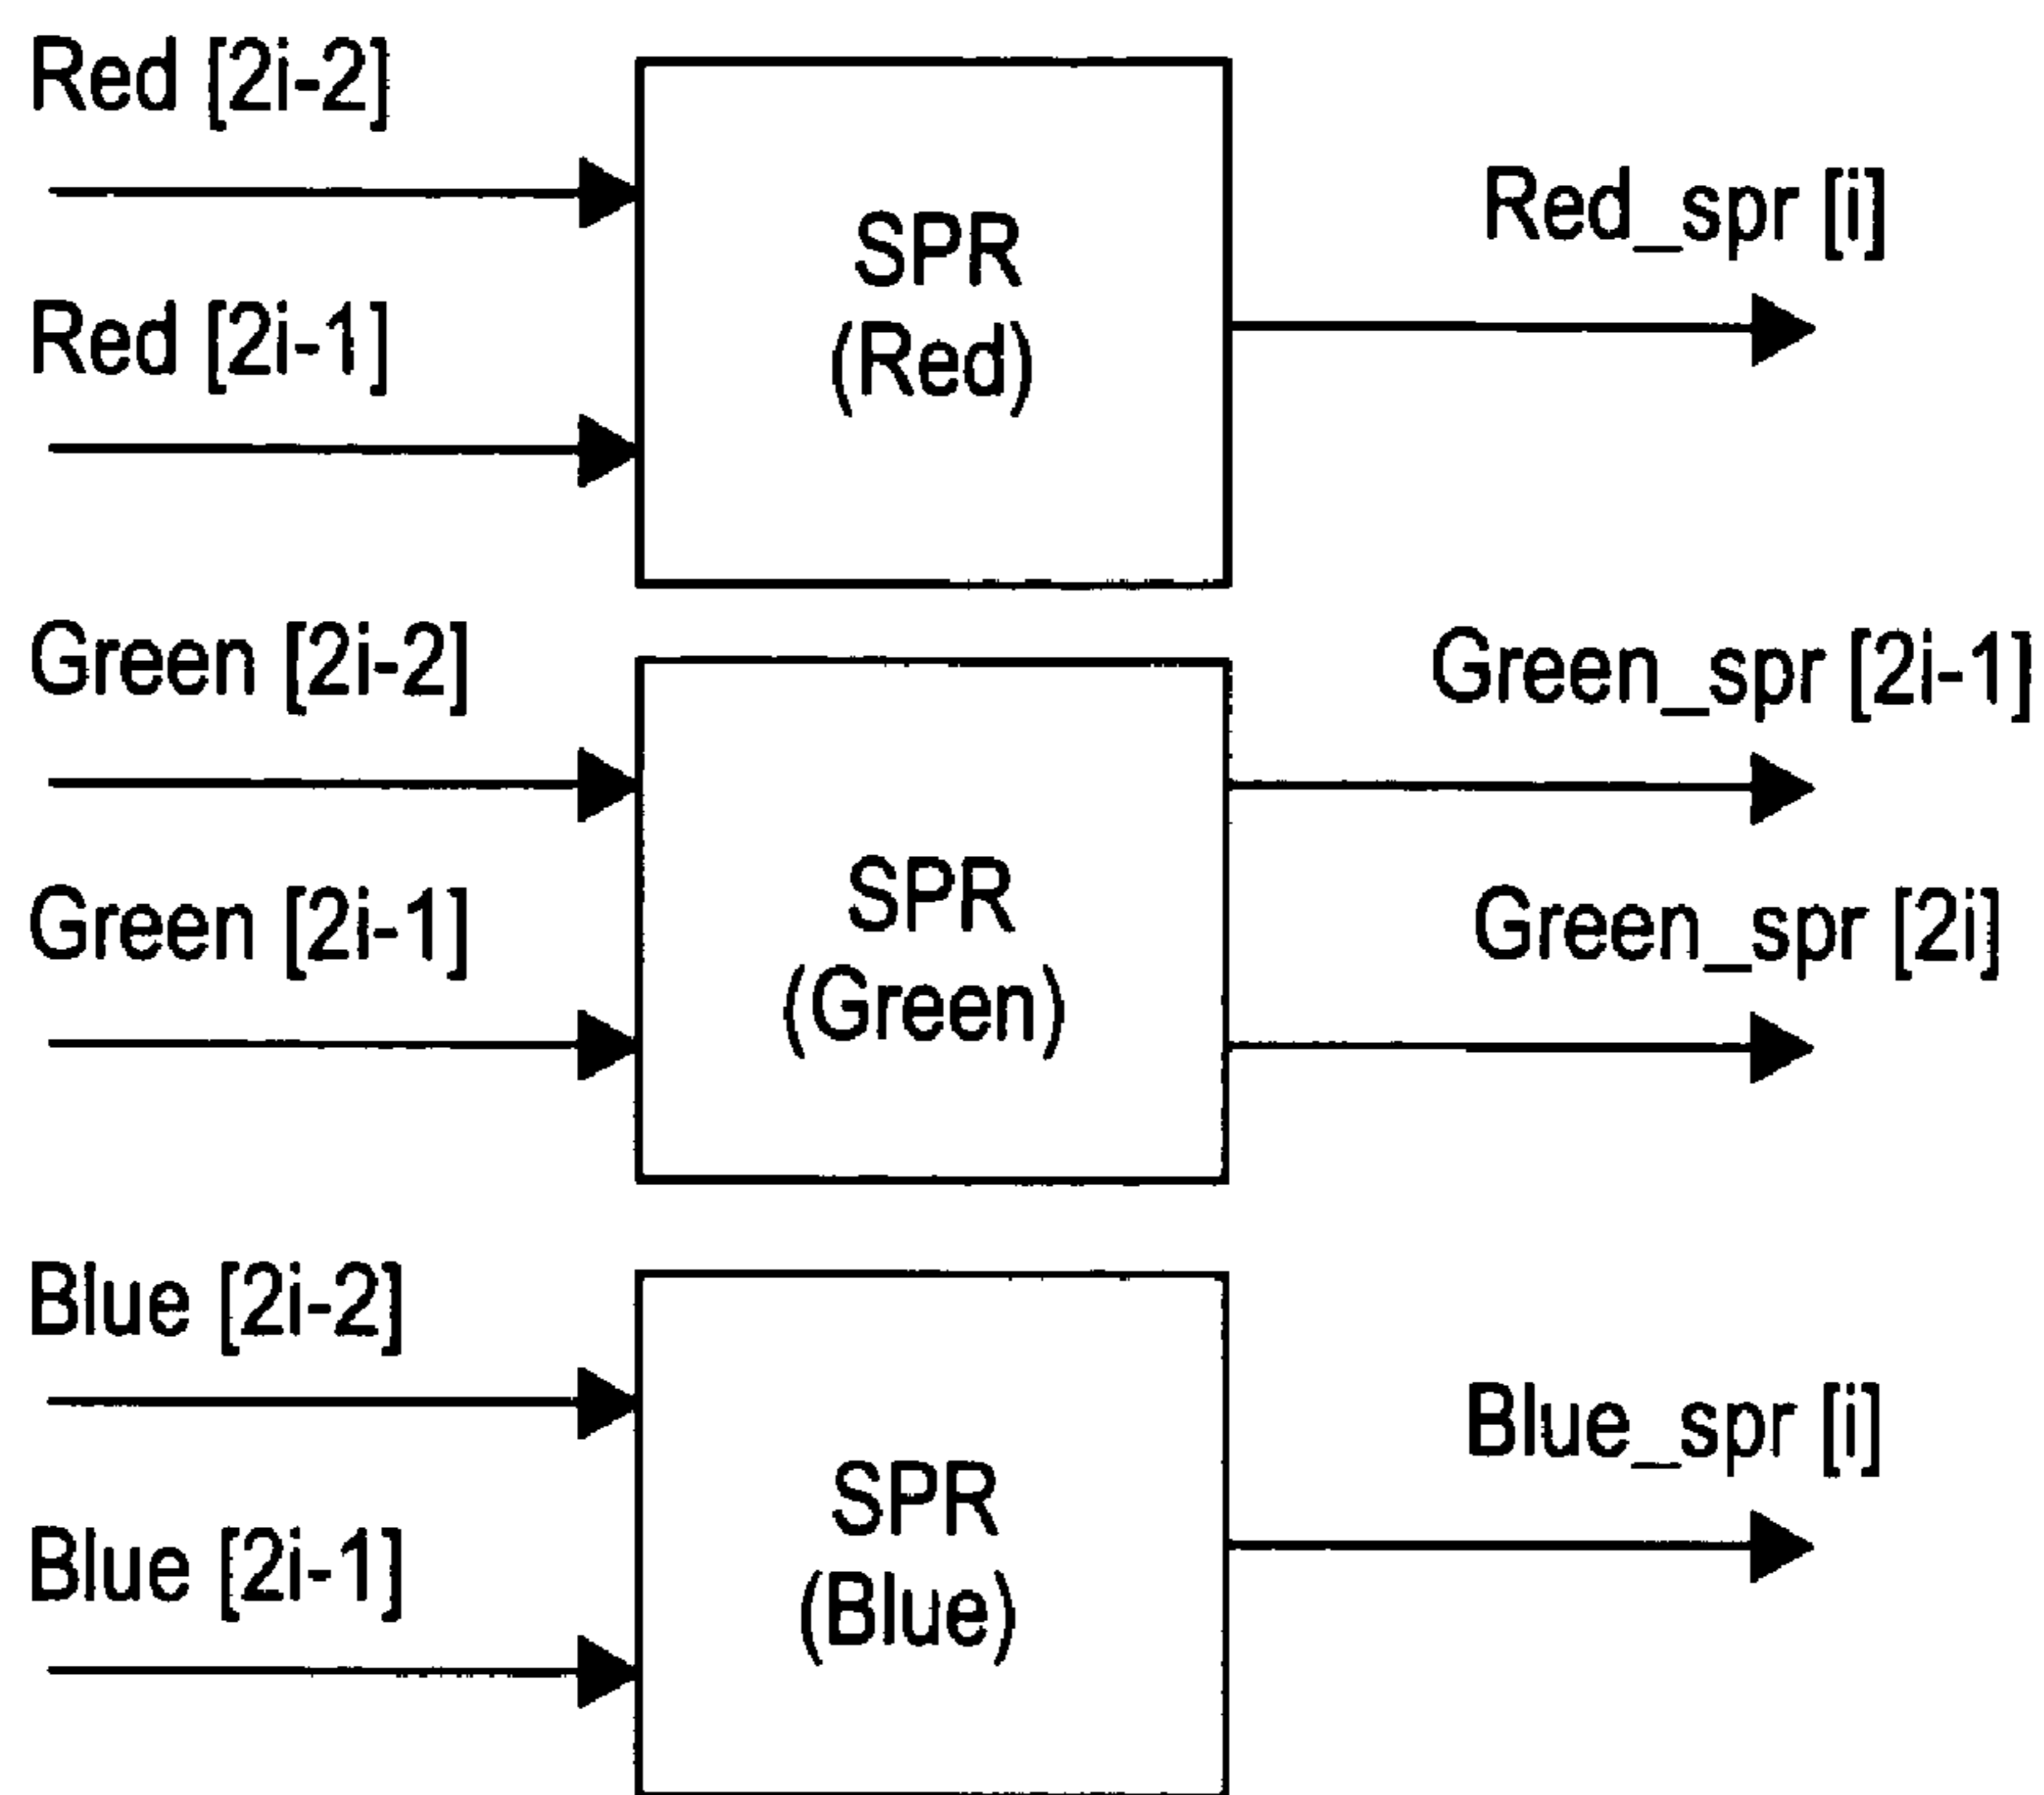 Red [2i-2]
Red [2i-1]
SPR
(Red)
Red_spr [i]
Green [2i-2]
Green [2i-1]
SPR
(Green)
Green_spr [2i-1]
Green_spr [2i]
Blue [2i-2]
Blue [2i-1]
SPR
(Blue)
Blue_spr [i]